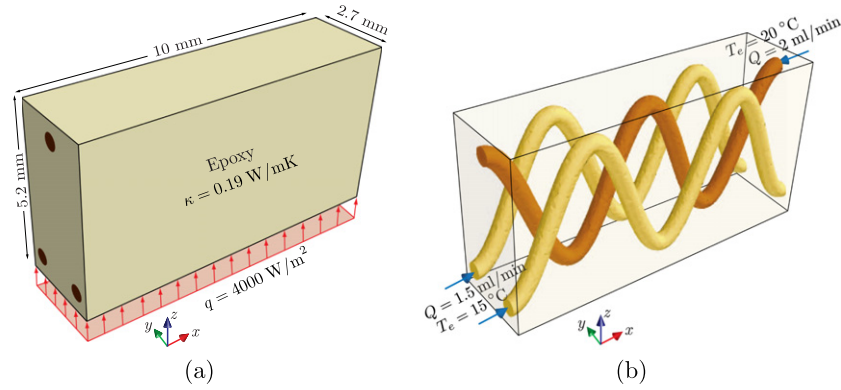 10 mm
2.7 mm
5.2 mm
Epoxy
κ = 0.19 W/mK
q = 4000 W/m²
x
y
z
(a)
T_e = 20 °C
Q = 2 ml/min
Q = 1.5 ml/min
T_e = 15 °C
x
y
z
(b)